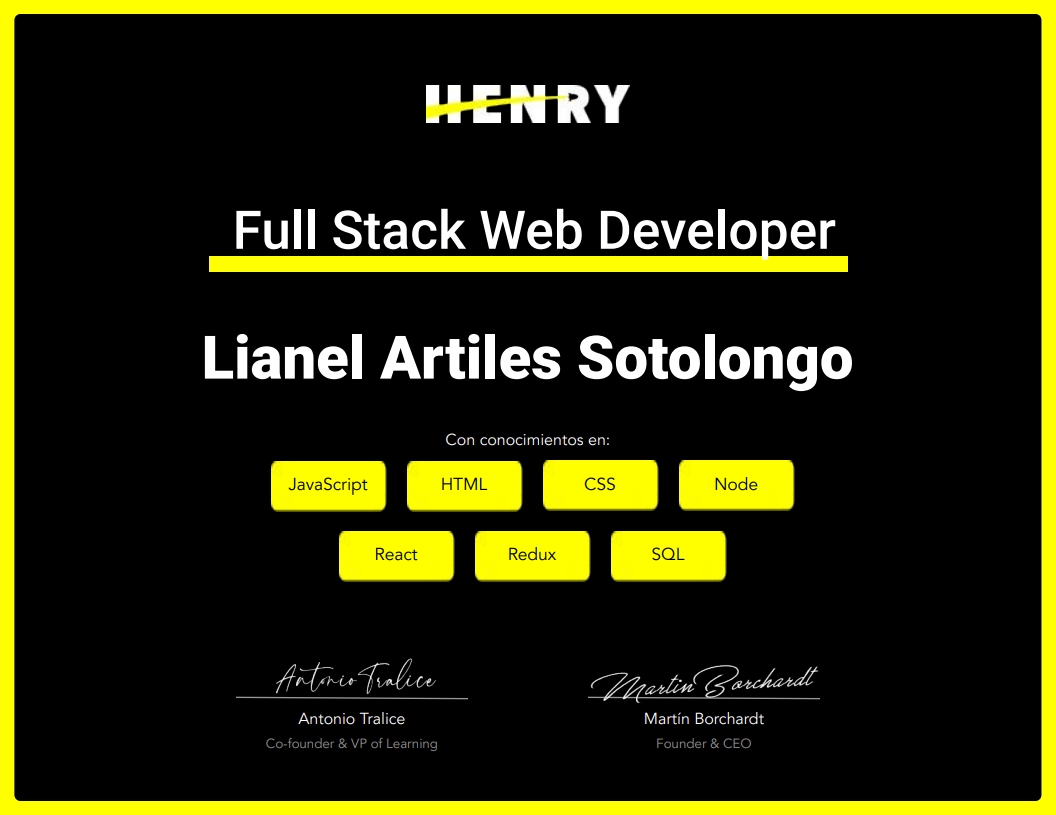 HENRY
Full Stack Web Developer
Lianel Artiles Sotolongo
Con conocimientos en:
JavaScript HTML CSS Node
React Redux SQL
Antonio Tralice Martin Borchardt
Antonio Tralice Martín Borchardt
Co-founder & VP of Learning Founder & CEO